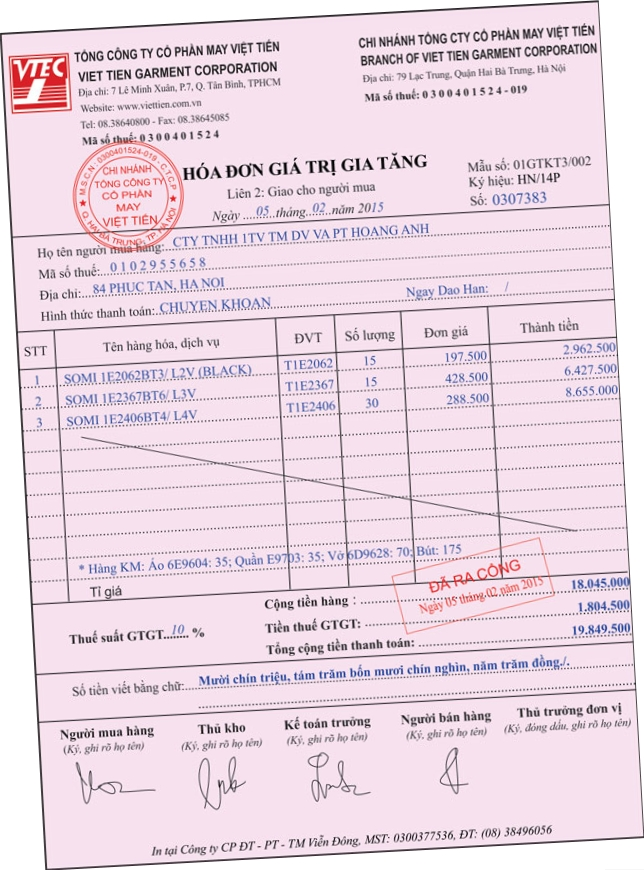 VTEC
TỔNG CÔNG TY CỔ PHẦN MAY VIỆT TIẾN
VIET TIEN GARMENT CORPORATION
Địa chỉ: 7 Lê Minh Xuân, P.7, Q. Tân Bình, TPHCM
Website: www.viettien.com.vn
Tel: 08.38640800 - Fax: 08.38645085
Mã số thuế: 0 3 0 0 4 0 1 5 2 4
CHI NHÁNH TỔNG CTY CỔ PHẦN MAY VIỆT TIẾN
BRANCH OF VIET TIEN GARMENT CORPORATION
Địa chỉ: 79 Lạc Trung, Quận Hai Bà Trưng, Hà Nội
Mã số thuế: 0 3 0 0 4 0 1 5 2 4 -019
M.S.C.N: 0300401524-019-C.T.C.P
CHI NHÁNH
TỔNG CÔNG TY
CỔ PHẦN
MAY
VIỆT TIẾN
Q. HAI BÀ TRƯNG, TP. HÀ NỘI
HÓA ĐƠN GIÁ TRỊ GIA TĂNG
Liên 2: Giao cho người mua
Ngày 05 tháng 02 năm 2015
Mẫu số: 01GTKT3/002
Ký hiệu: HN/14P
Số: 0307383
Họ tên người mua hàng: CTY TNHH 1TV TM DV VA PT HOANG ANH
Mã số thuế: 0 1 0 2 9 5 5 6 5 8
Địa chỉ: 84 PHUC TAN, HA NOI
Hình thức thanh toán: CHUYEN KHOAN Ngay Dao Han: /
STT Tên hàng hóa, dịch vụ ĐVT Số lượng Đơn giá Thành tiền
1 SOMI 1E2062BT3/ L2V (BLACK) T1E2062 15 197.500 2.962.500
2 SOMI 1E2367BT6/ L3V T1E2367 15 428.500 6.427.500
3 SOMI 1E2406BT4/ L4V T1E2406 30 288.500 8.655.000
* Hàng KM: Áo 6E9604: 35; Quần E9703: 35; Vớ 6D9628: 70; Bút: 175
Tỉ giá
ĐÃ RA CỔNG
Ngày 05 tháng 02 năm 2015
Cộng tiền hàng : 18.045.000
Thuế suất GTGT 10 % Tiền thuế GTGT: 1.804.500
Tổng cộng tiền thanh toán: 19.849.500
Số tiền viết bằng chữ: Mười chín triệu, tám trăm bốn mươi chín nghìn, năm trăm đồng./.
Người mua hàng Thủ kho Kế toán trưởng Người bán hàng Thủ trưởng đơn vị
(Ký, ghi rõ họ tên) (Ký, ghi rõ họ tên) (Ký, ghi rõ họ tên) (Ký, ghi rõ họ tên) (Ký, đóng dấu, ghi rõ họ tên)
In tại Công ty CP ĐT - PT - TM Viễn Đông, MST: 0300377536, ĐT: (08) 38496056